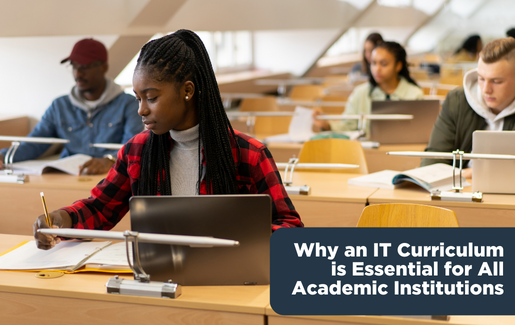 Why an IT Curriculum
is Essential for All
Academic Institutions